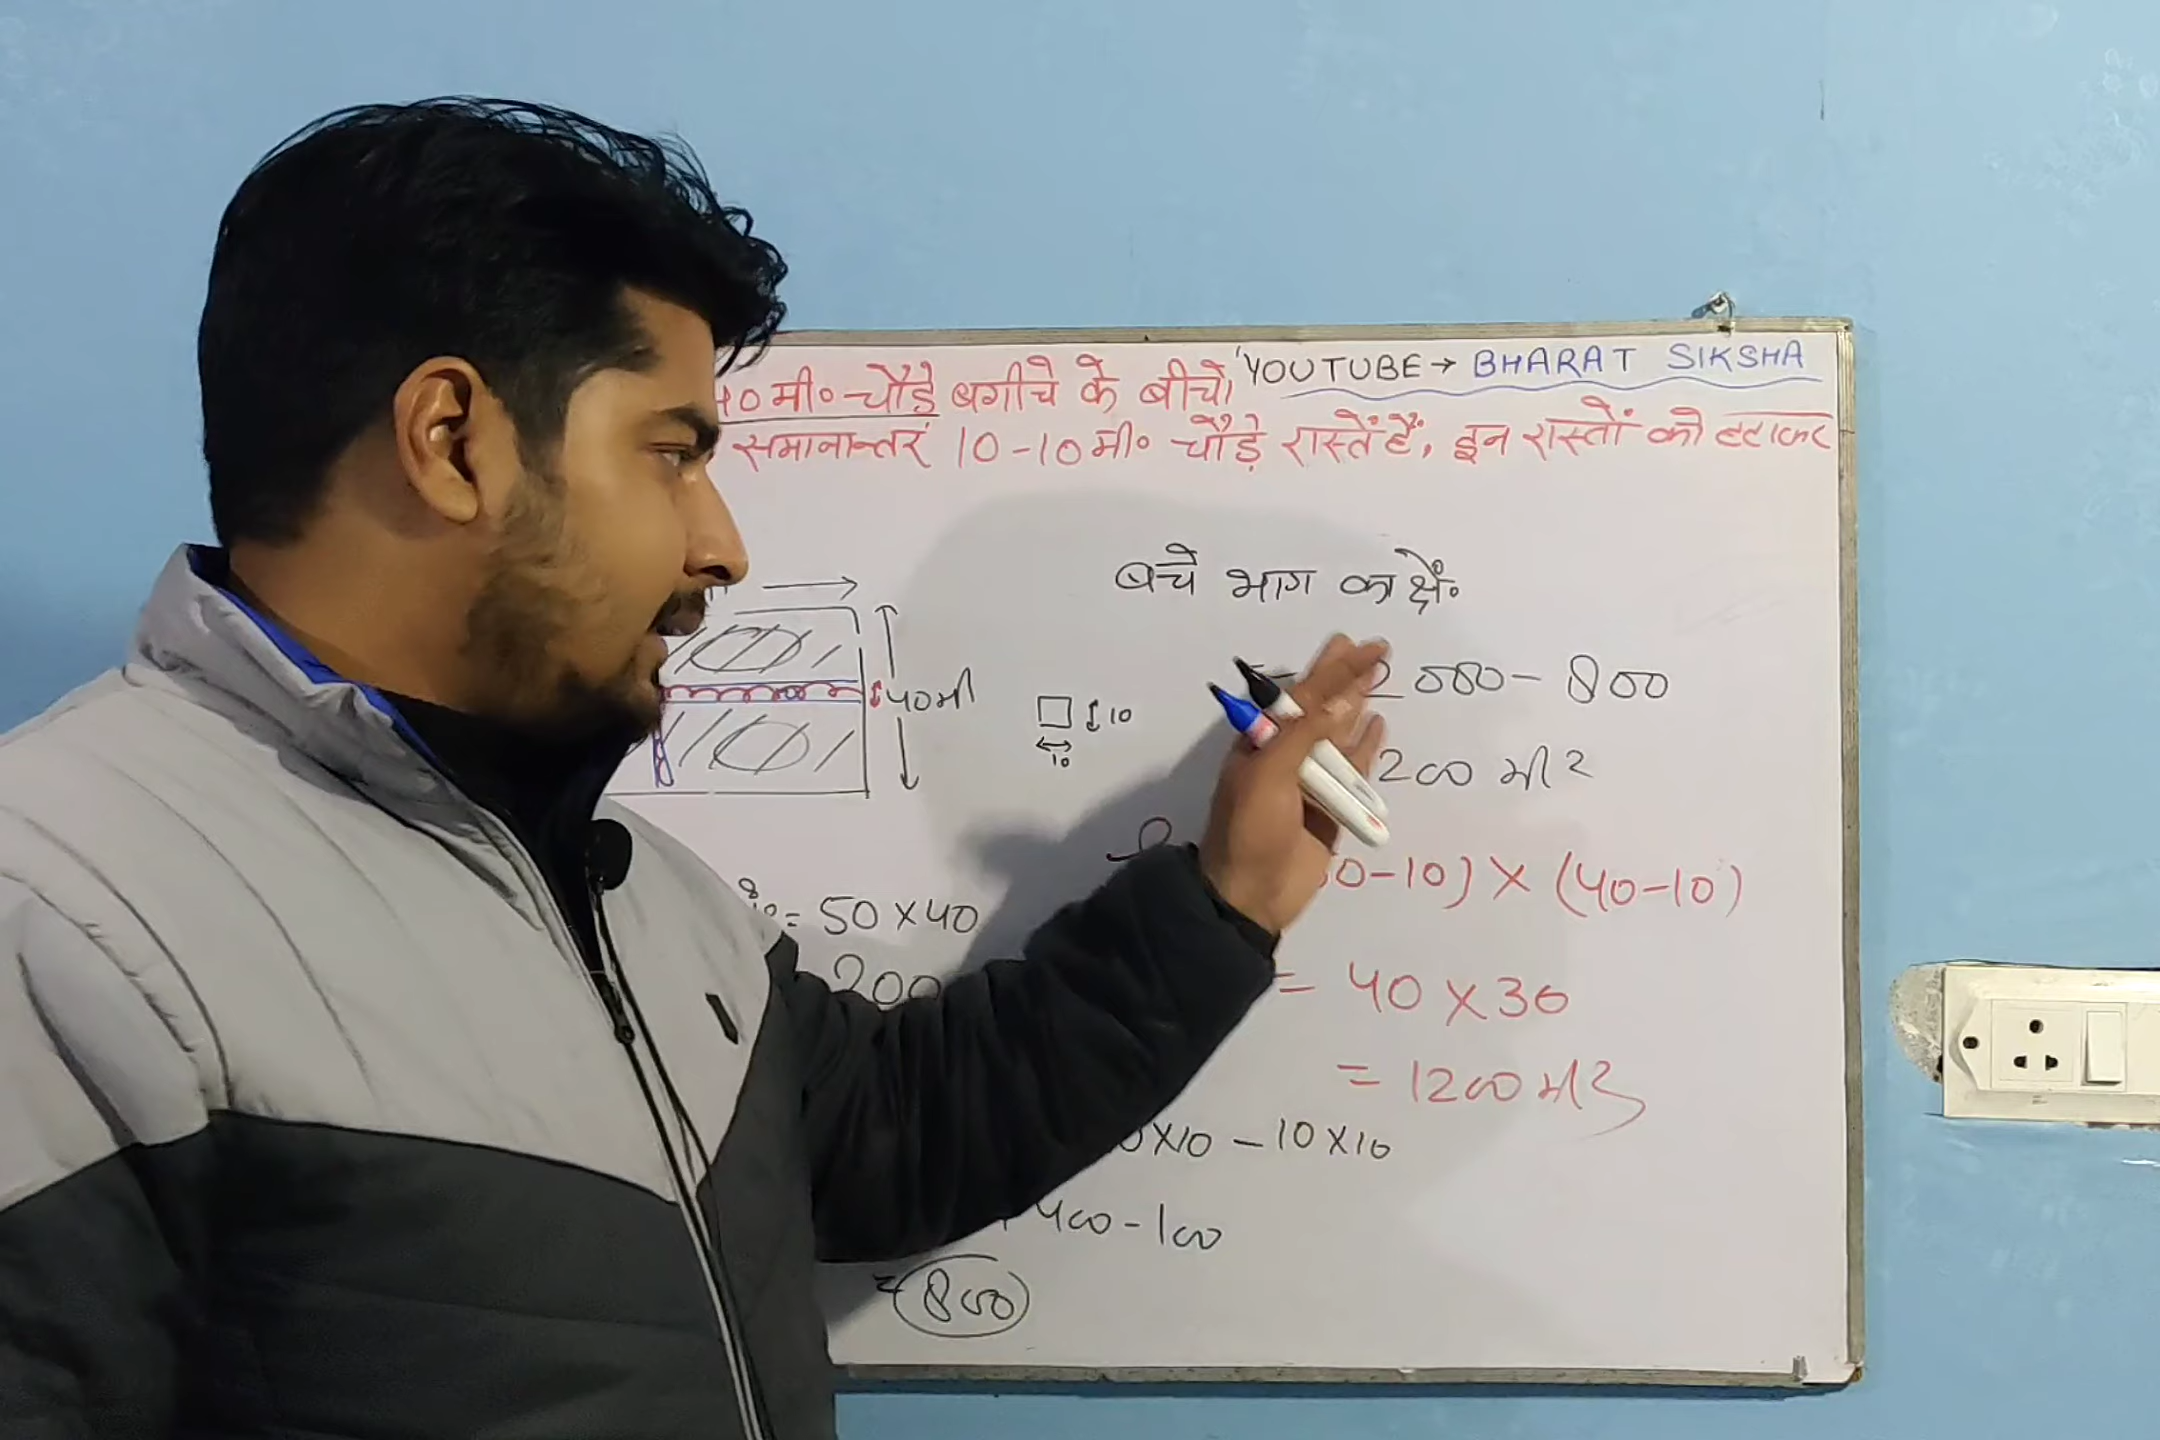 40 मी० चौड़े बगीचे के बीचो YOUTUBE → BHARAT SIKSHA
समानान्तर 10-10 मी० चौड़े रास्ते हैं, इन रास्तों को हटाकर
40 मी
10
10
= 50 x 40
200
x10 - 10 x 10
400 - 100
= 800
बचे भाग का क्षे०
2000 - 800
200 मी2
0-10) x (40-10)
= 40 x 30
= 1200 मी2